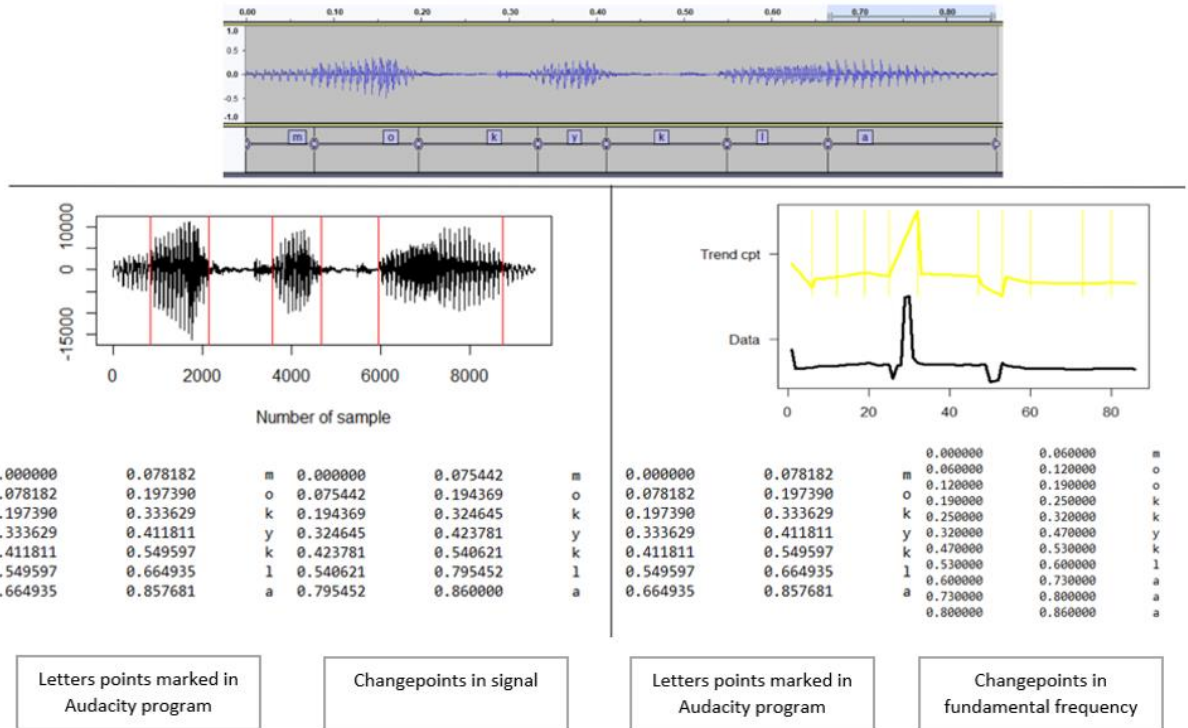 0.00 0.10 0.20 0.30 0.40 0.50 0.60 0.70 0.80
1.0
0.5
0.0
-0.5
-1.0
m o k y k l a
10000
0
-15000
0 2000 4000 6000 8000
Number of sample
Trend cpt
Data
0 20 40 60 80
.000000 0.078182 m 0.000000 0.075442 m
.078182 0.197390 o 0.075442 0.194369 o
.197390 0.333629 k 0.194369 0.324645 k
.333629 0.411811 y 0.324645 0.423781 y
.411811 0.549597 k 0.423781 0.540621 k
.549597 0.664935 l 0.540621 0.795452 l
.664935 0.857681 a 0.795452 0.860000 a
0.000000 0.078182 m
0.078182 0.197390 o
0.197390 0.333629 k
0.333629 0.411811 y
0.411811 0.549597 k
0.549597 0.664935 l
0.664935 0.857681 a
0.000000 0.060000 m
0.060000 0.120000 o
0.120000 0.190000 o
0.190000 0.250000 k
0.250000 0.320000 k
0.320000 0.470000 y
0.470000 0.530000 k
0.530000 0.600000 l
0.600000 0.730000 a
0.730000 0.800000 a
0.800000 0.860000 a
Letters points marked in
Audacity program
Changepoints in signal
Letters points marked in
Audacity program
Changepoints in
fundamental frequency